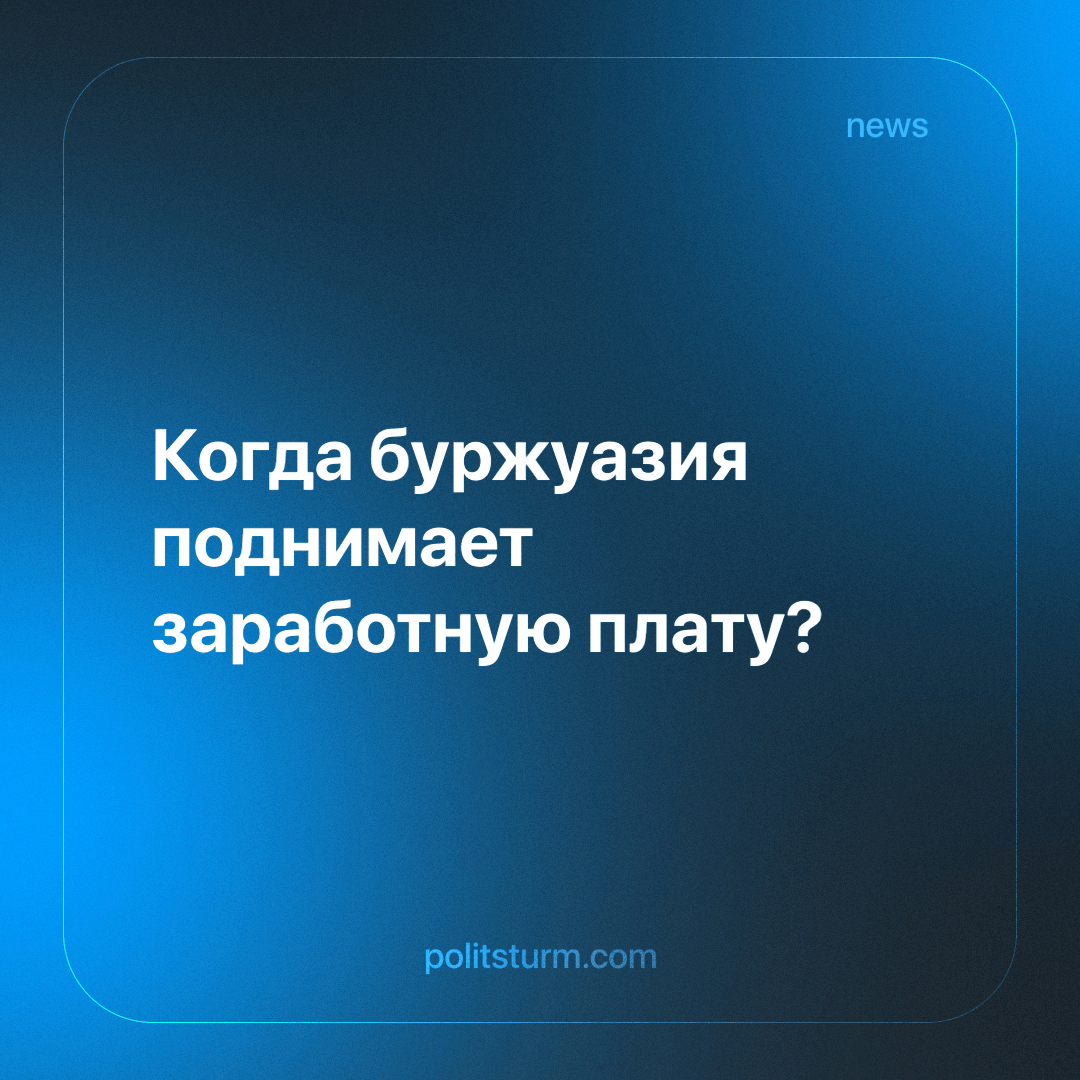 news
Когда буржуазия
поднимает
заработную плату?
politsturm.com